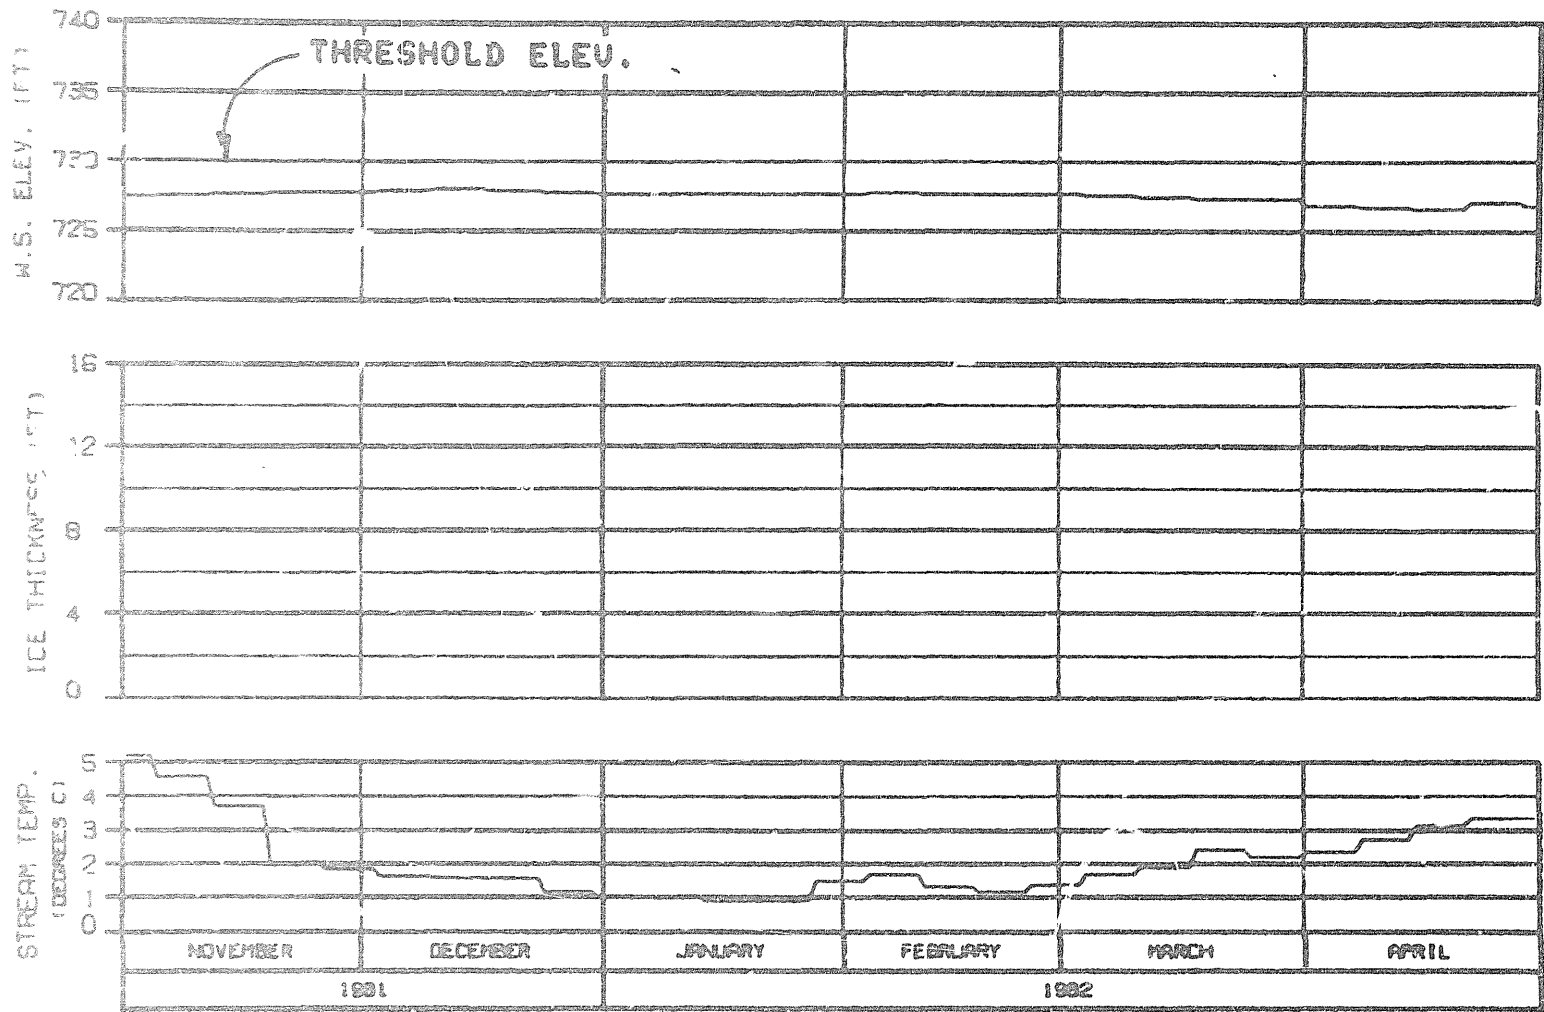 740
THRESHOLD ELEV.
735
730
725
720
W.S. ELEV. (FT)
16
12
8
4
0
ICE THICKNESS (FT)
5
4
3
2
1
0
STREAM TEMP.
(DEGREES C)
NOVEMBER DECEMBER JANUARY FEBRUARY MARCH APRIL
1981 1982